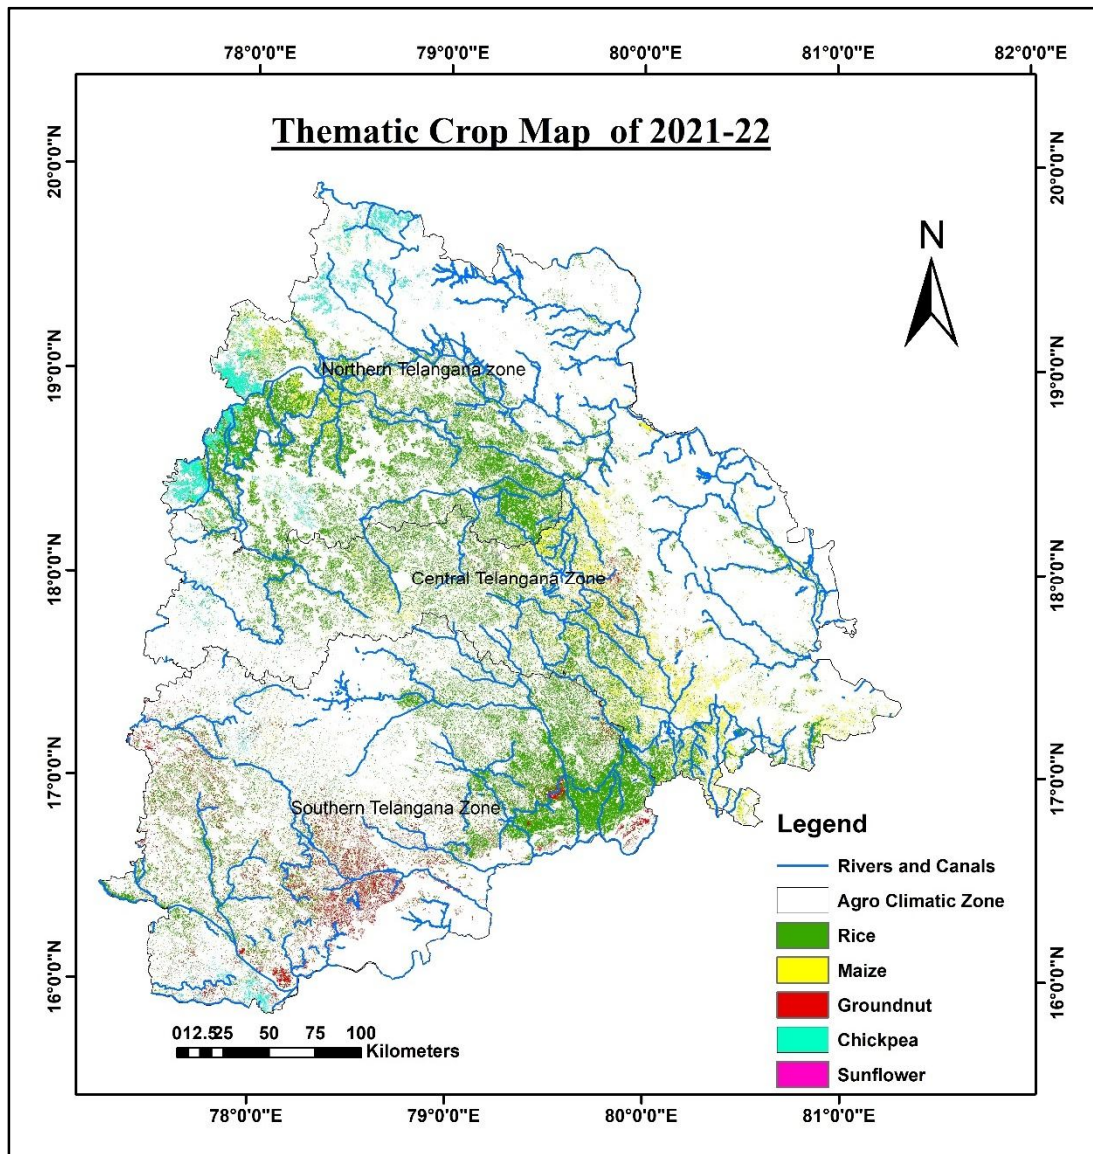 78°0'0"E 79°0'0"E 80°0'0"E 81°0'0"E 82°0'0"E
Thematic Crop Map of 2021-22
20°0'0"N
20°0'0"N
N
19°0'0"N
Northern Telangana zone
19°0'0"N
18°0'0"N
Central Telangana Zone
18°0'0"N
17°0'0"N
Southern Telangana Zone
17°0'0"N
Legend
Rivers and Canals
Agro Climatic Zone
Rice
Maize
16°0'0"N
16°0'0"N
Groundnut
Chickpea
Sunflower
012.525 50 75 100
Kilometers
78°0'0"E 79°0'0"E 80°0'0"E 81°0'0"E